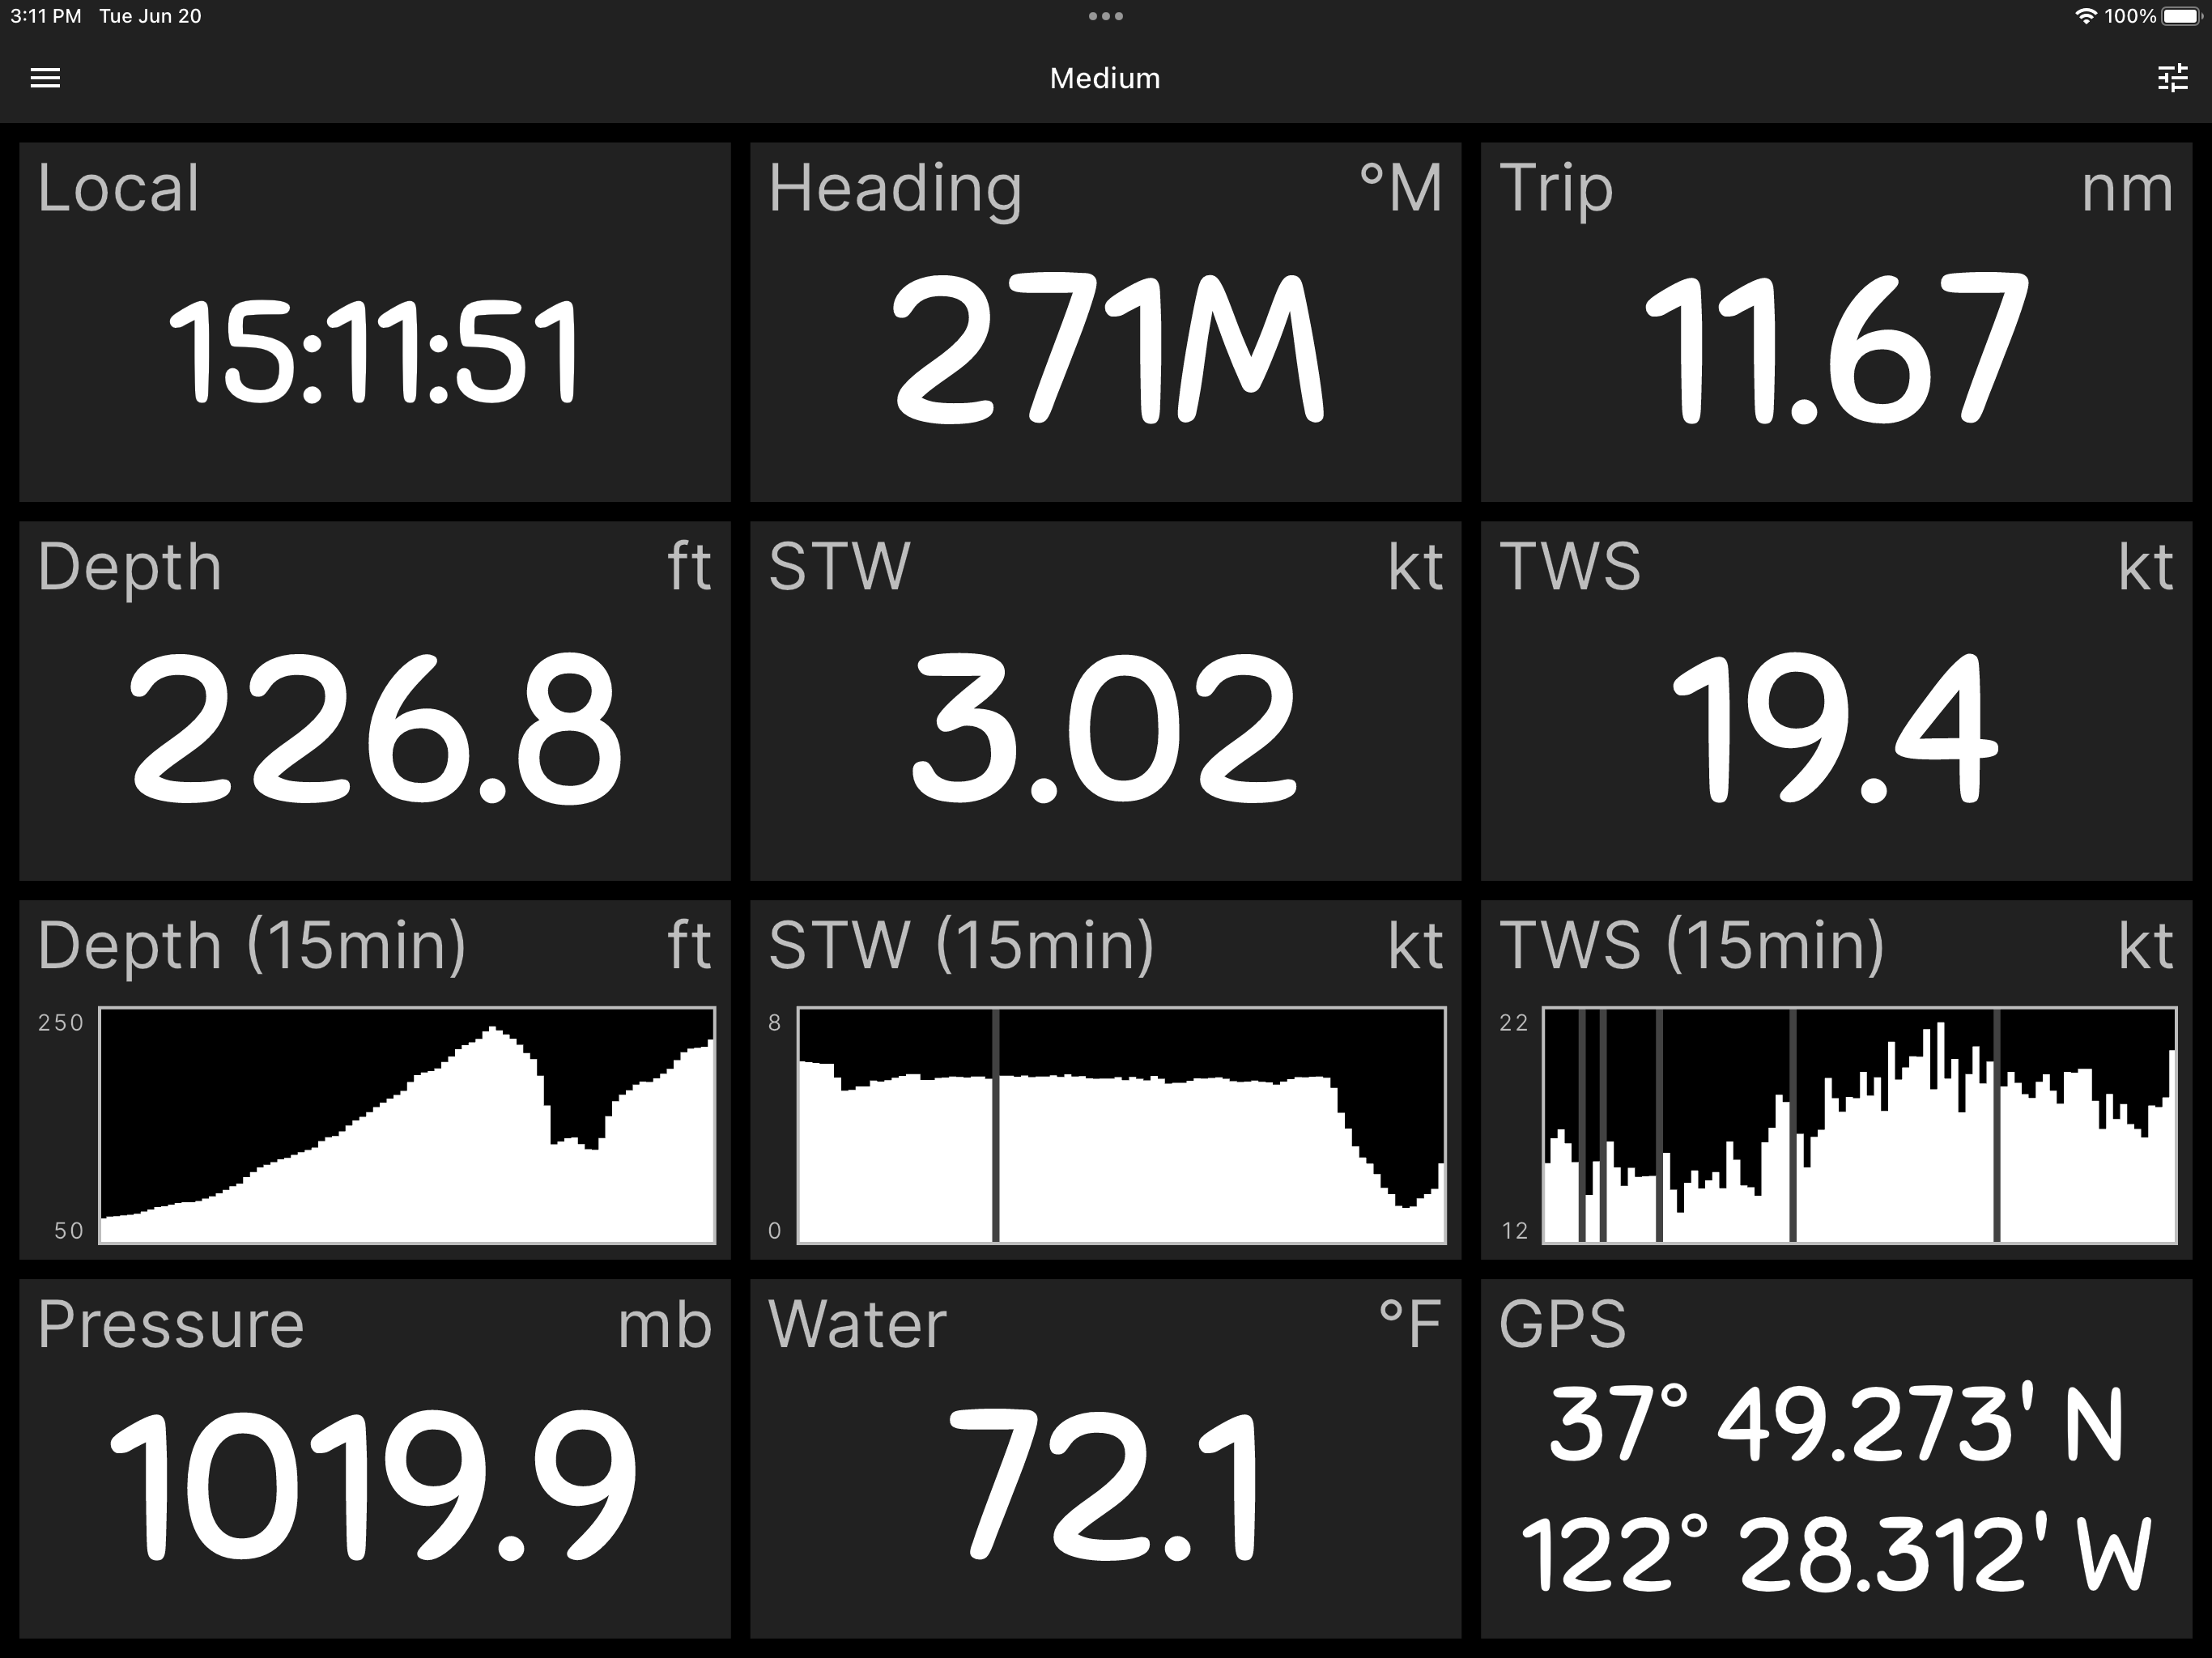 3:11 PM Tue Jun 20
100%
Medium
Local
15:11:51
Heading °M
271M
Trip nm
11.67
Depth ft
226.8
STW kt
3.02
TWS kt
19.4
Depth (15min) ft
250
50
STW (15min) kt
8
0
TWS (15min) kt
22
12
Pressure mb
1019.9
Water °F
72.1
GPS
37° 49.273' N
122° 28.312' W